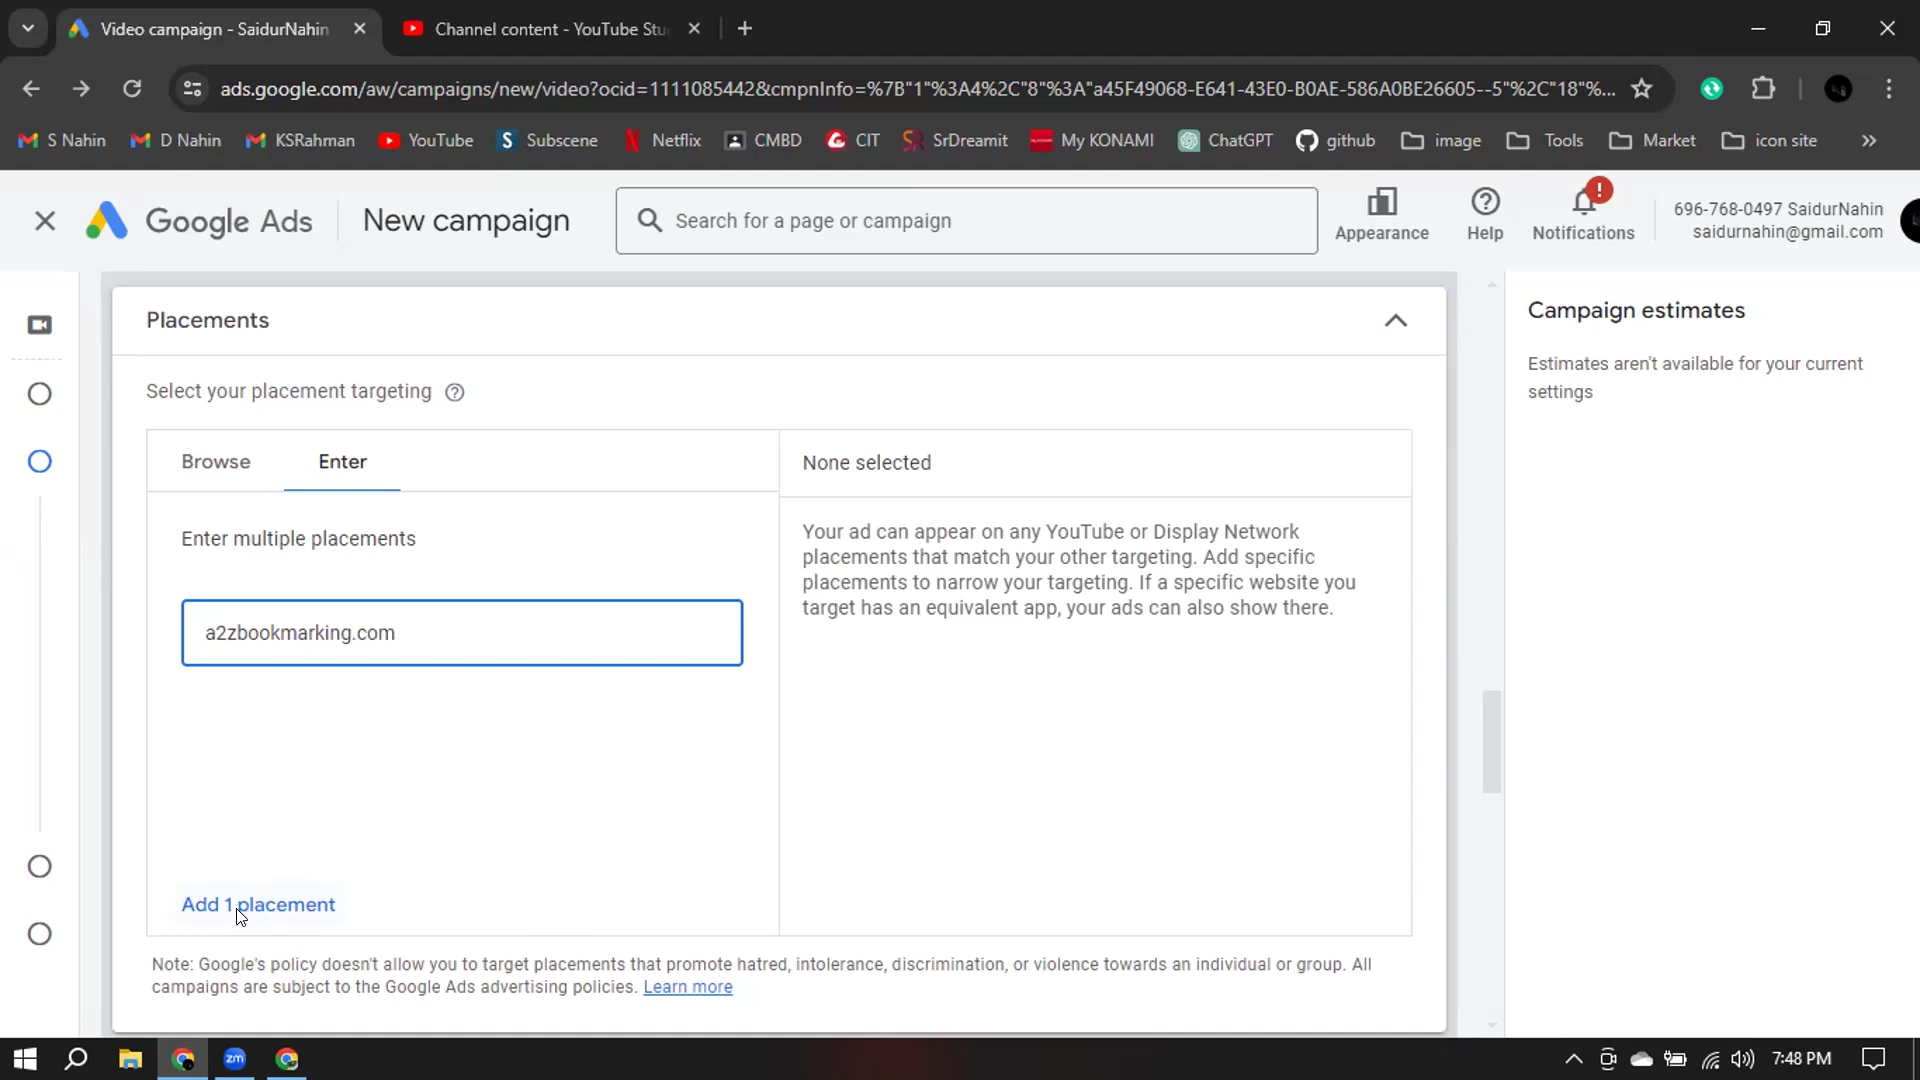 Video campaign - SaidurNahin
Channel content - YouTube Stu
ads.google.com/aw/campaigns/new/video?ocid=1111085442&cmpnInfo=%7B"1"%3A4%2C"8"%3A"a45F49068-E641-43E0-B0AE-586A0BE26605--5"%2C"18"%...
S Nahin
D Nahin
KSRahman
YouTube
Subscene
Netflix
CMBD
CIT
SrDreamit
My KONAMI
ChatGPT
github
image
Tools
Market
icon site
Google Ads
New campaign
Search for a page or campaign
Appearance
Help
Notifications
696-768-0497 SaidurNahin
saidurnahin@gmail.com
Placements
Select your placement targeting
Browse
Enter
Enter multiple placements
a2zbookmarking.com
Add 1 placement
None selected
Your ad can appear on any YouTube or Display Network
placements that match your other targeting. Add specific
placements to narrow your targeting. If a specific website you
target has an equivalent app, your ads can also show there.
Note: Google's policy doesn't allow you to target placements that promote hatred, intolerance, discrimination, or violence towards an individual or group. All
campaigns are subject to the Google Ads advertising policies. Learn more
Campaign estimates
Estimates aren't available for your current
settings
zm
7:48 PM